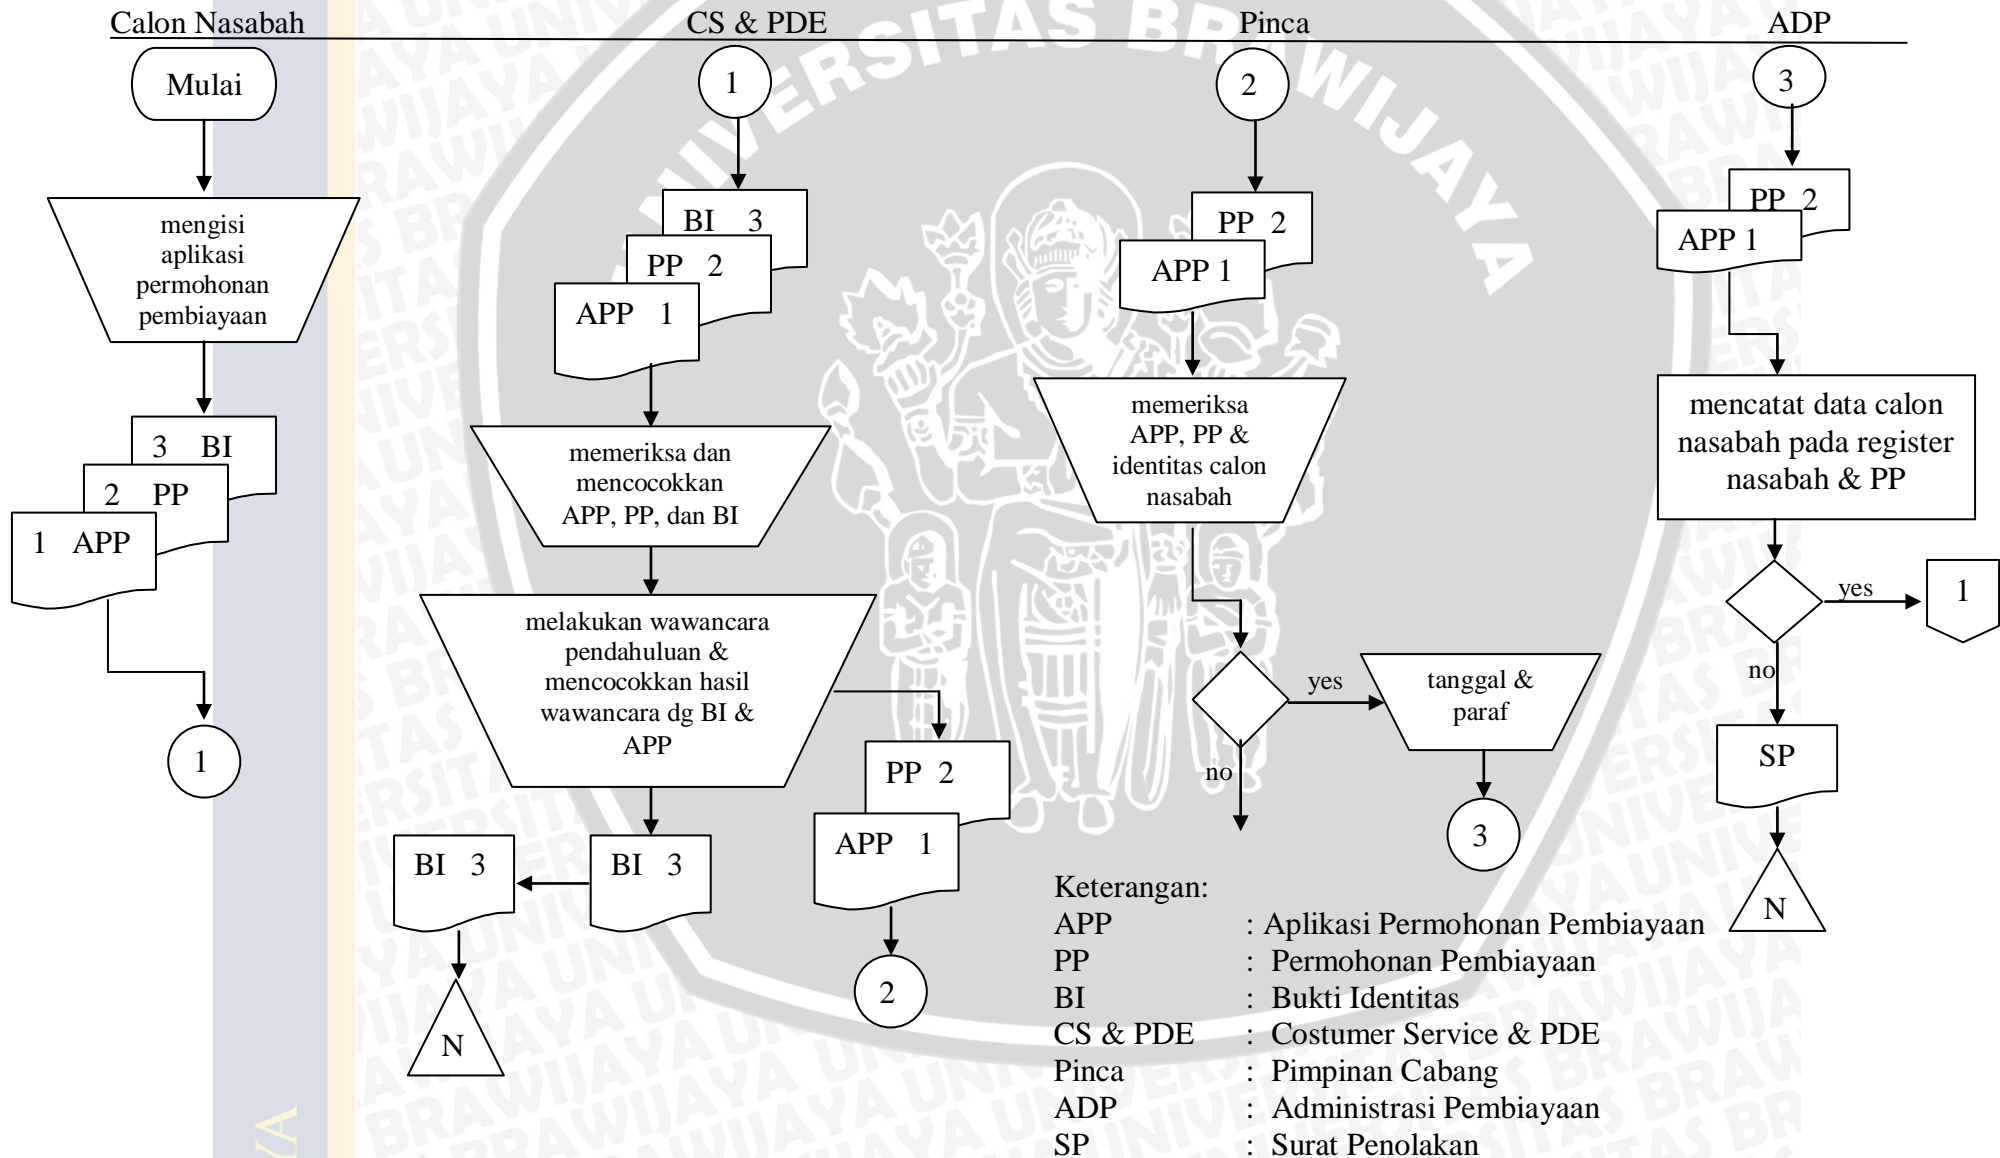 Calon Nasabah
CS & PDE
Pinca
ADP
Mulai
mengisi
aplikasi
permohonan
pembiayaan
3 BI
2 PP
1 APP
1
1
BI 3
PP 2
APP 1
memeriksa dan
mencocokkan
APP, PP, dan BI
melakukan wawancara
pendahuluan &
mencocokkan hasil
wawancara dg BI &
APP
PP 2
APP 1
2
BI 3
BI 3
N
2
PP 2
APP 1
memeriksa
APP, PP &
identitas calon
nasabah
yes
no
tanggal &
paraf
3
3
PP 2
APP 1
mencatat data calon
nasabah pada register
nasabah & PP
yes
1
no
SP
N
Keterangan:
APP : Aplikasi Permohonan Pembiayaan
PP : Permohonan Pembiayaan
BI : Bukti Identitas
CS & PDE : Costumer Service & PDE
Pinca : Pimpinan Cabang
ADP : Administrasi Pembiayaan
SP : Surat Penolakan
UNIVERSITAS BRAWIJAYA